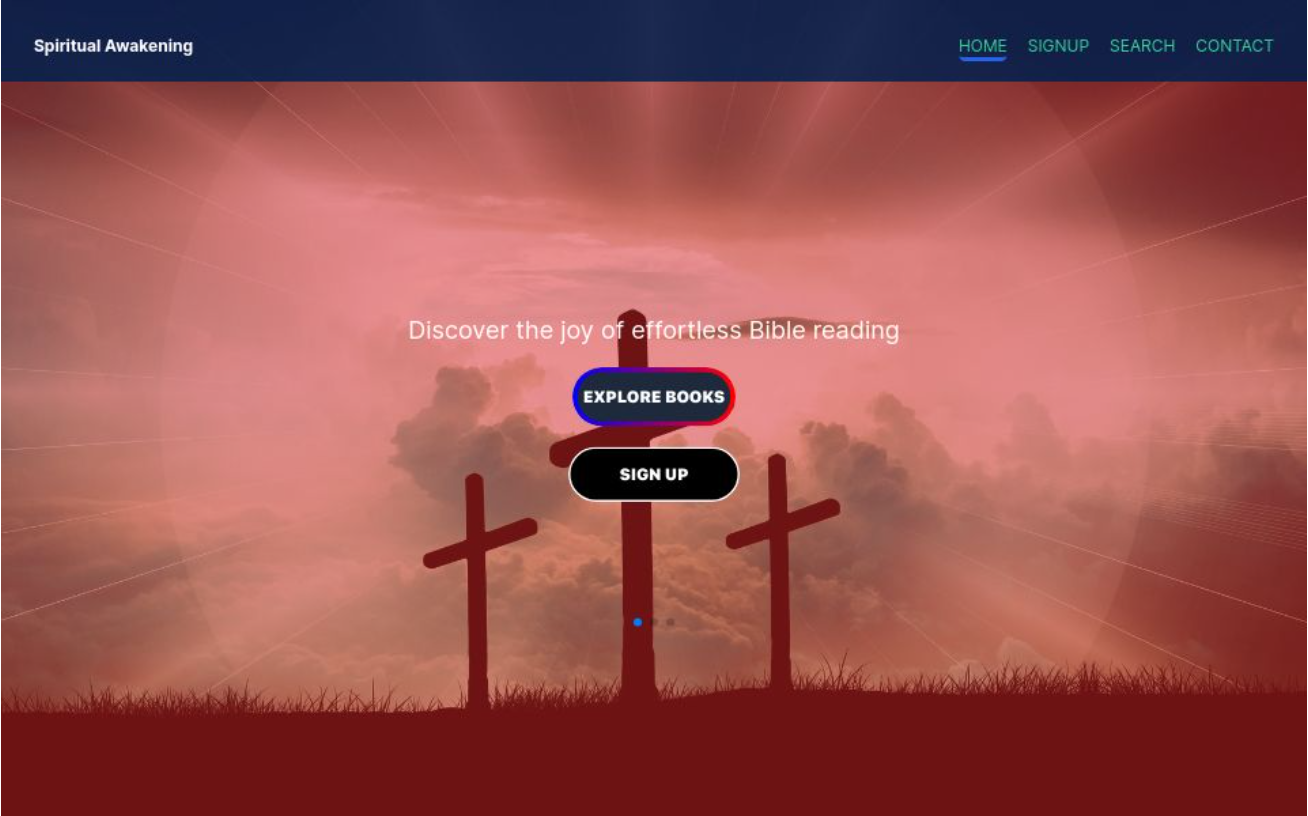 Spiritual Awakening
HOME SIGNUP SEARCH CONTACT
Discover the joy of effortless Bible reading
EXPLORE BOOKS
SIGN UP